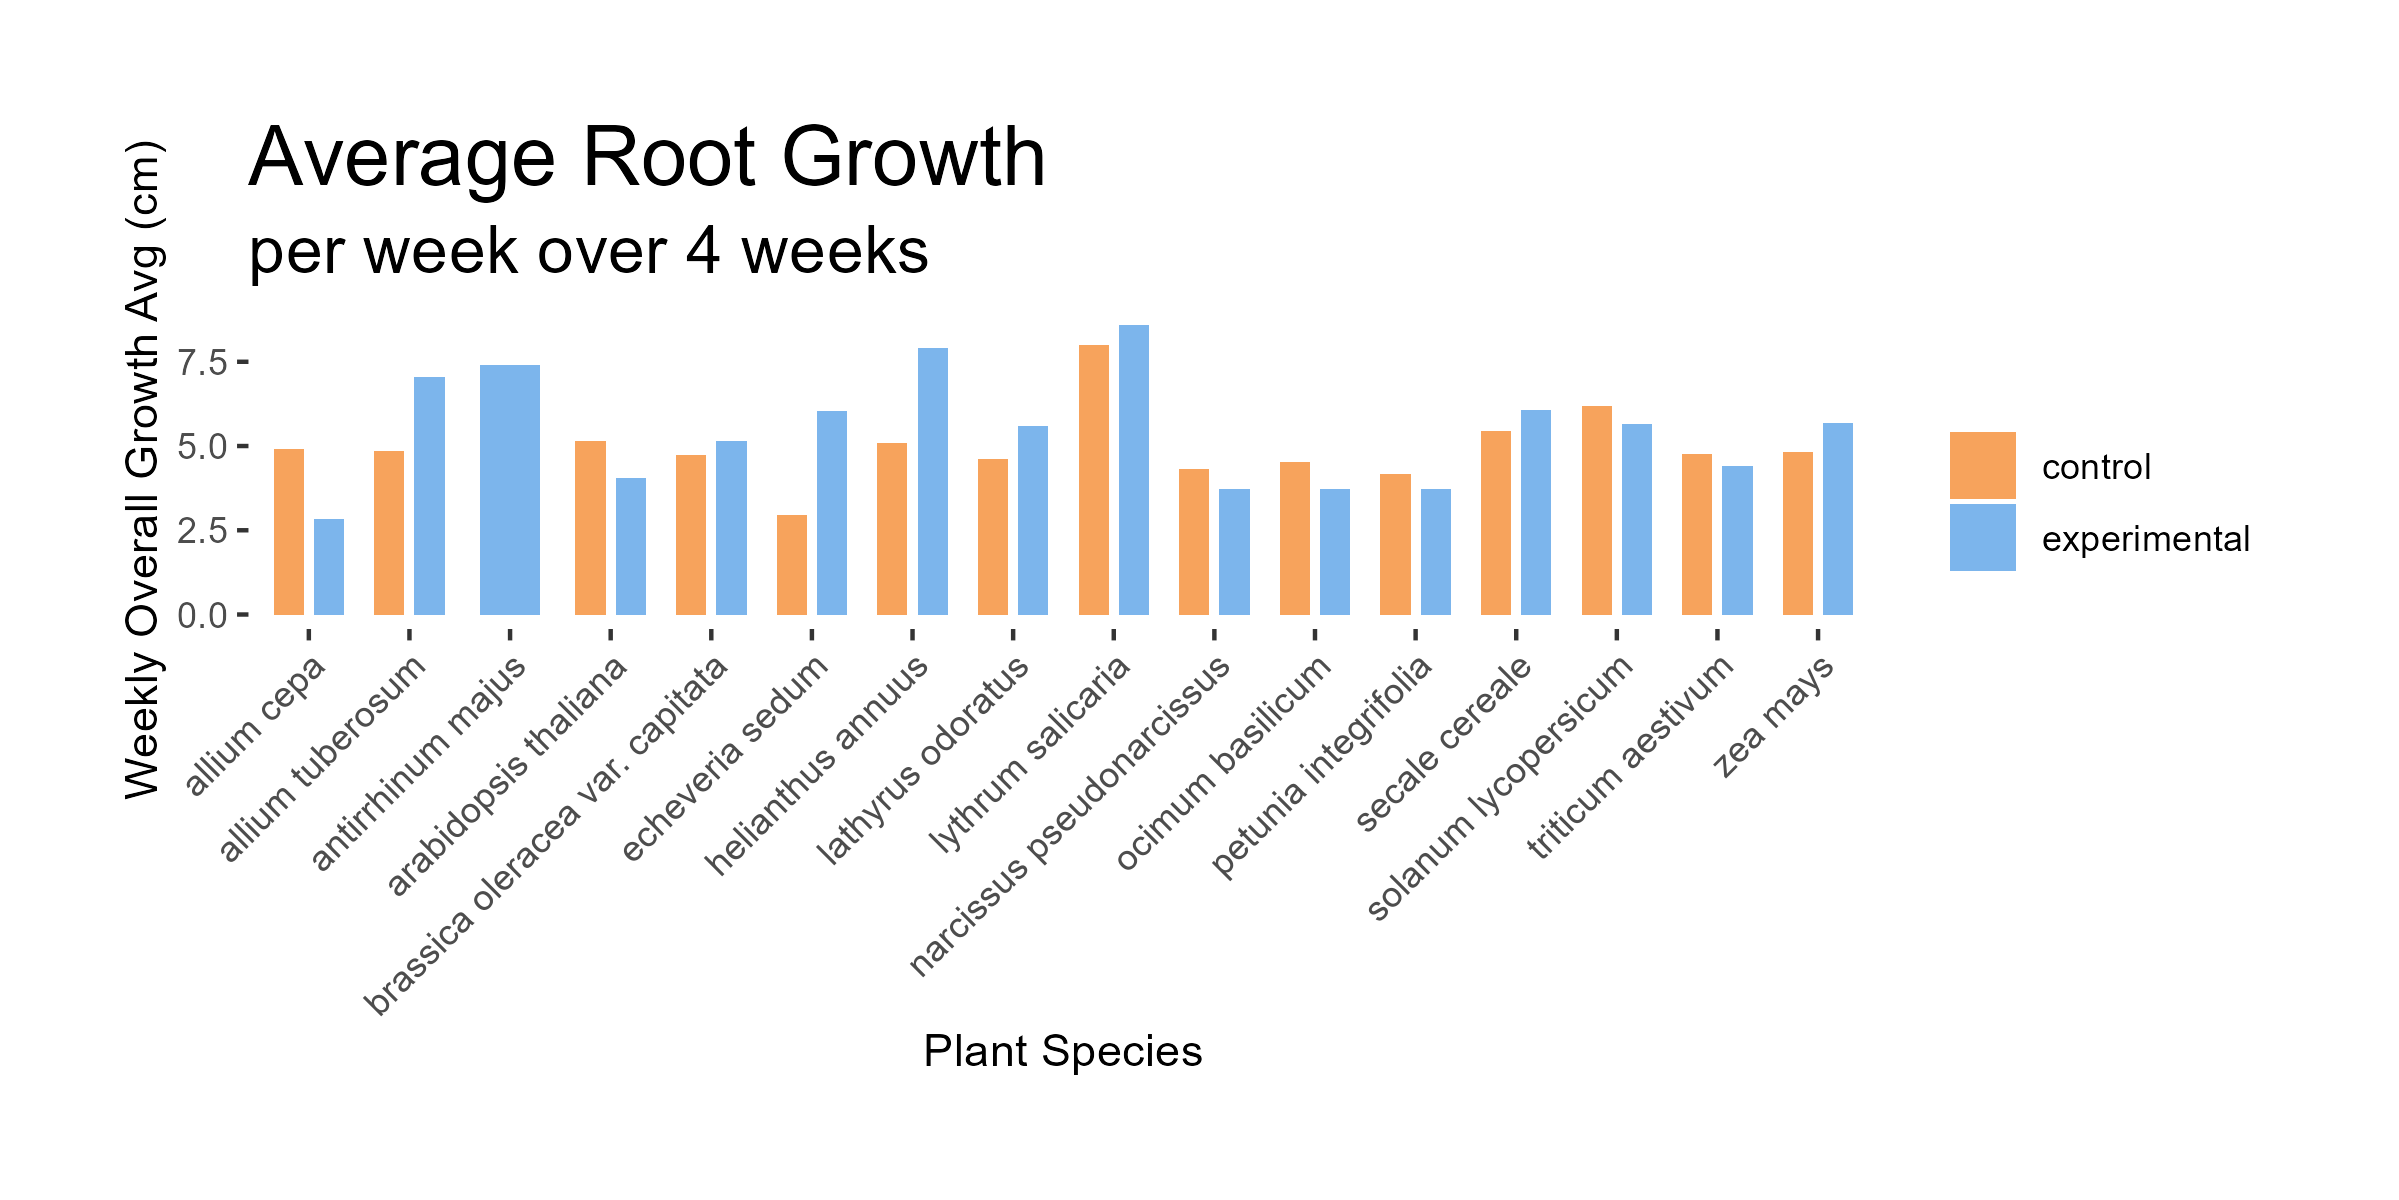 Average Root Growth
per week over 4 weeks
Weekly Overall Growth Avg (cm)
7.5
5.0
2.5
0.0
allium cepa
allium tuberosum
antirrhinum majus
arabidopsis thaliana
brassica oleracea var. capitata
echeveria sedum
helianthus annuus
lathyrus odoratus
lythrum salicaria
narcissus pseudonarcissus
ocimum basilicum
petunia integrifolia
secale cereale
solanum lycopersicum
triticum aestivum
zea mays
Plant Species
control
experimental